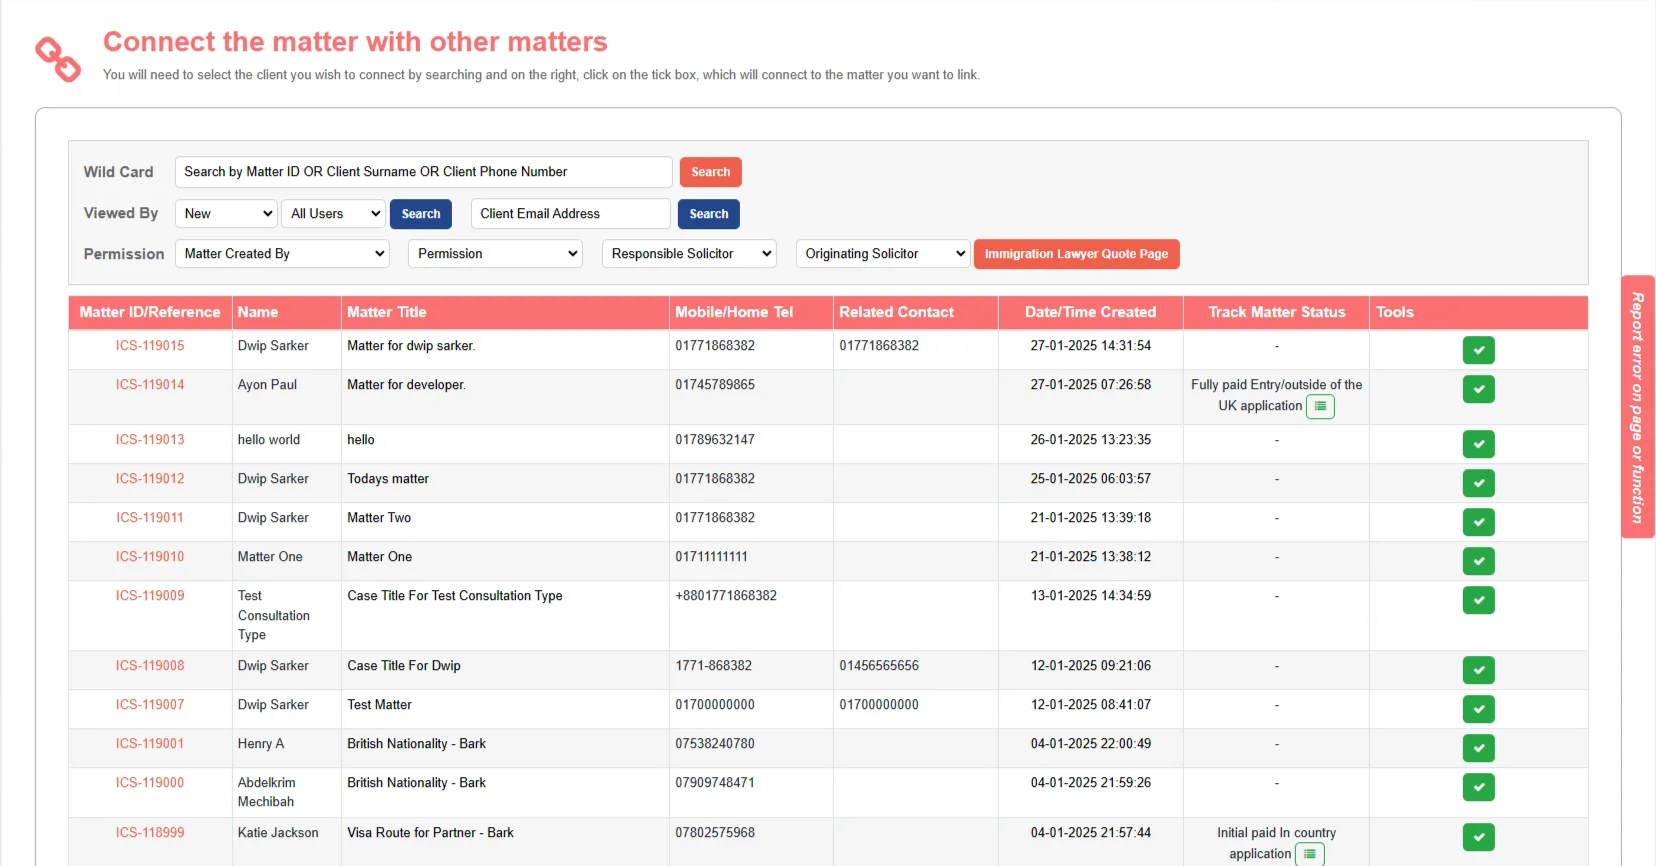 Connect the matter with other matters
You will need to select the client you wish to connect by searching and on the right, click on the tick box, which will connect to the matter you want to link.
Wild Card Search by Matter ID OR Client Surname OR Client Phone Number Search
Viewed By New All Users Search Client Email Address Search
Permission Matter Created By Permission Responsible Solicitor Originating Solicitor Immigration Lawyer Quote Page
Matter ID/Reference Name Matter Title Mobile/Home Tel Related Contact Date/Time Created Track Matter Status Tools
ICS-119015 Dwip Sarker Matter for dwip sarker. 01771868382 01771868382 27-01-2025 14:31:54 -
ICS-119014 Ayon Paul Matter for developer. 01745789865 27-01-2025 07:26:58 Fully paid Entry/outside of the
UK application
ICS-119013 hello world hello 01789632147 26-01-2025 13:23:35 -
ICS-119012 Dwip Sarker Todays matter 01771868382 25-01-2025 06:03:57 -
ICS-119011 Dwip Sarker Matter Two 01771868382 21-01-2025 13:39:18 -
ICS-119010 Matter One Matter One 01711111111 21-01-2025 13:38:12 -
ICS-119009 Test Case Title For Test Consultation Type +8801771868382 13-01-2025 14:34:59 -
Consultation
Type
ICS-119008 Dwip Sarker Case Title For Dwip 1771-868382 01456565656 12-01-2025 09:21:06 -
ICS-119007 Dwip Sarker Test Matter 01700000000 01700000000 12-01-2025 08:41:07 -
ICS-119001 Henry A British Nationality - Bark 07538240780 04-01-2025 22:00:49 -
ICS-119000 Abdelkrim British Nationality - Bark 07909748471 04-01-2025 21:59:26 -
Mechibah
ICS-118999 Katie Jackson Visa Route for Partner - Bark 07802575968 04-01-2025 21:57:44 Initial paid In country
application
Report error on page or function